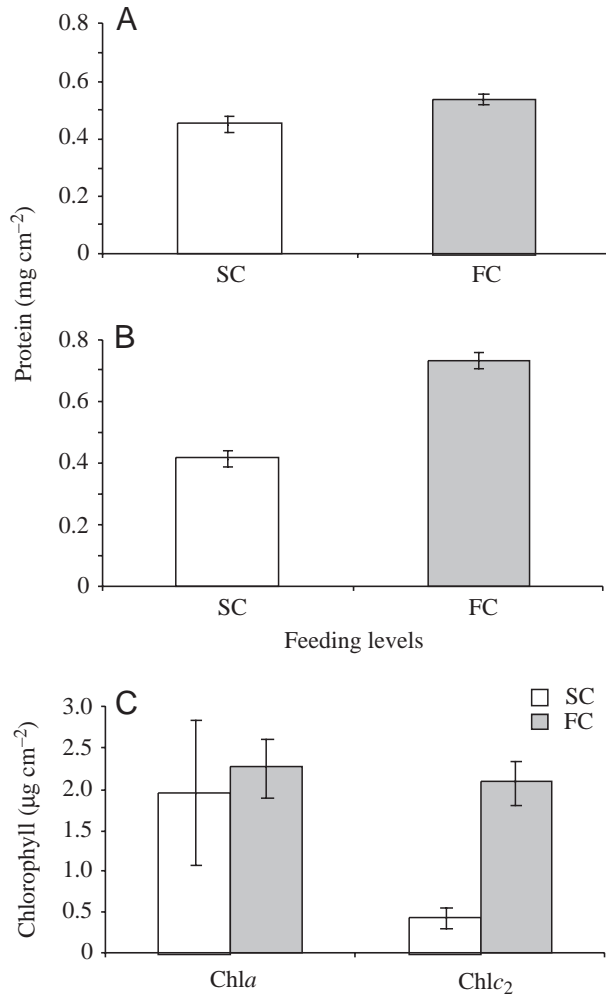 A
0.8
0.6
0.4
0.2
0
SC FC
Protein (mg cm⁻²)
B
0.8
0.6
0.4
0.2
0
SC FC
Feeding levels
C
SC
FC
Chlorophyll (µg cm⁻²)
3.0
2.5
2.0
1.5
1.0
0.5
0
Chla Chlc₂